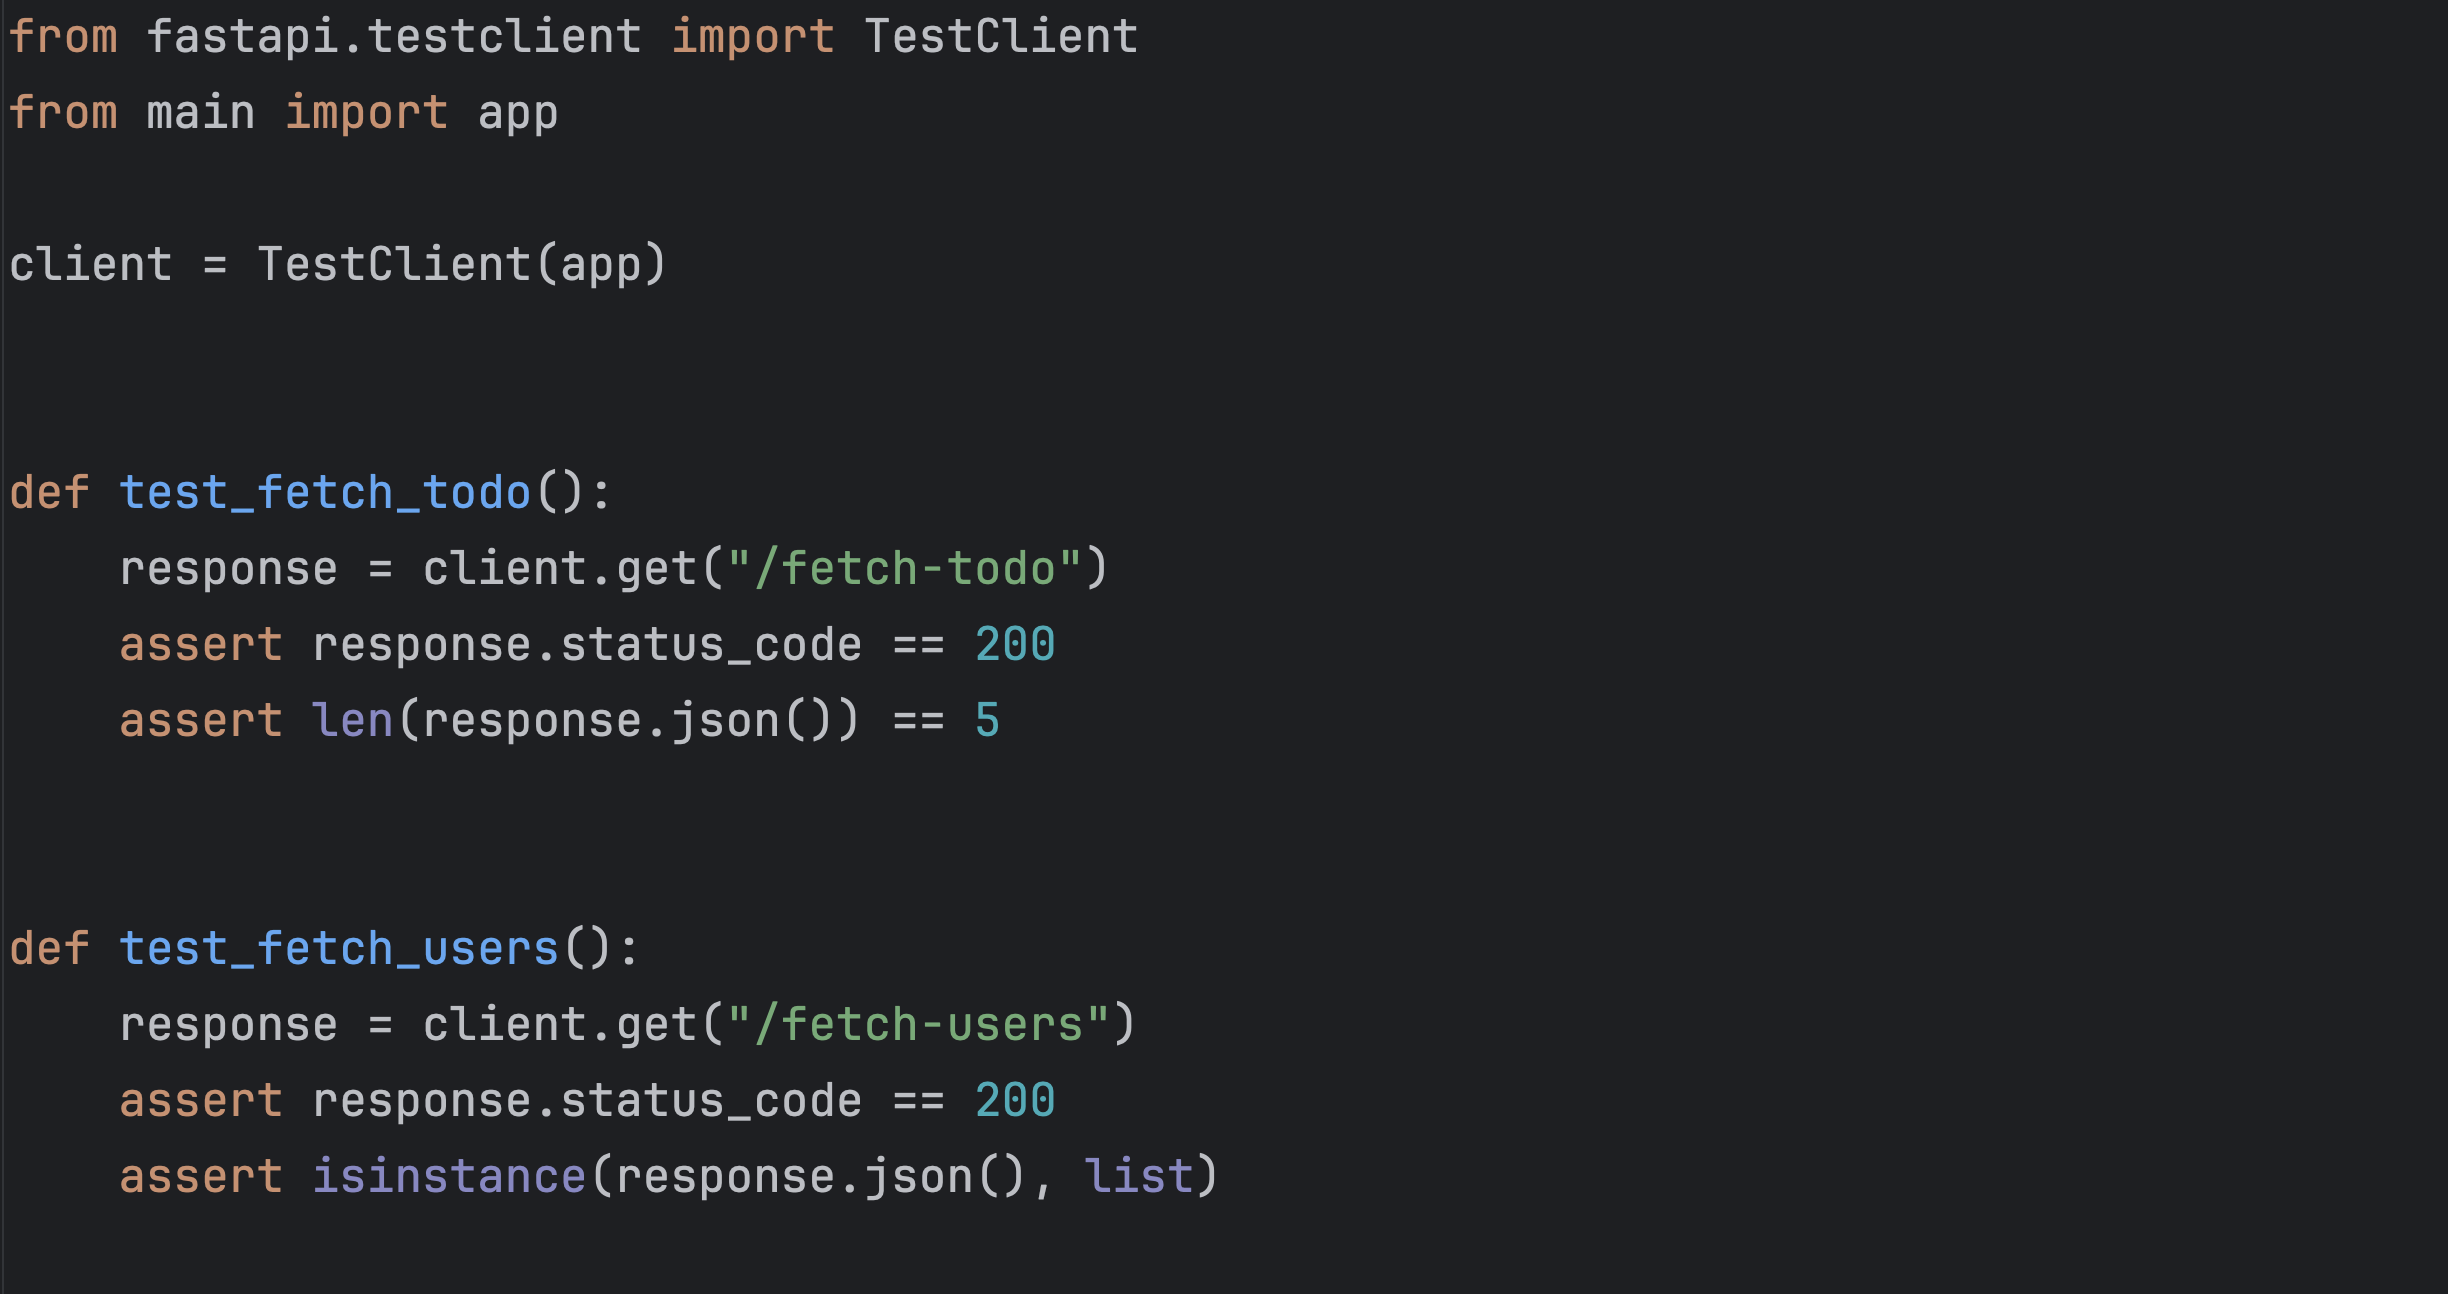 from fastapi.testclient import TestClient
from main import app
client = TestClient(app)
def test_fetch_todo():
    response = client.get("/fetch-todo")
    assert response.status_code == 200
    assert len(response.json()) == 5
def test_fetch_users():
    response = client.get("/fetch-users")
    assert response.status_code == 200
    assert isinstance(response.json(), list)